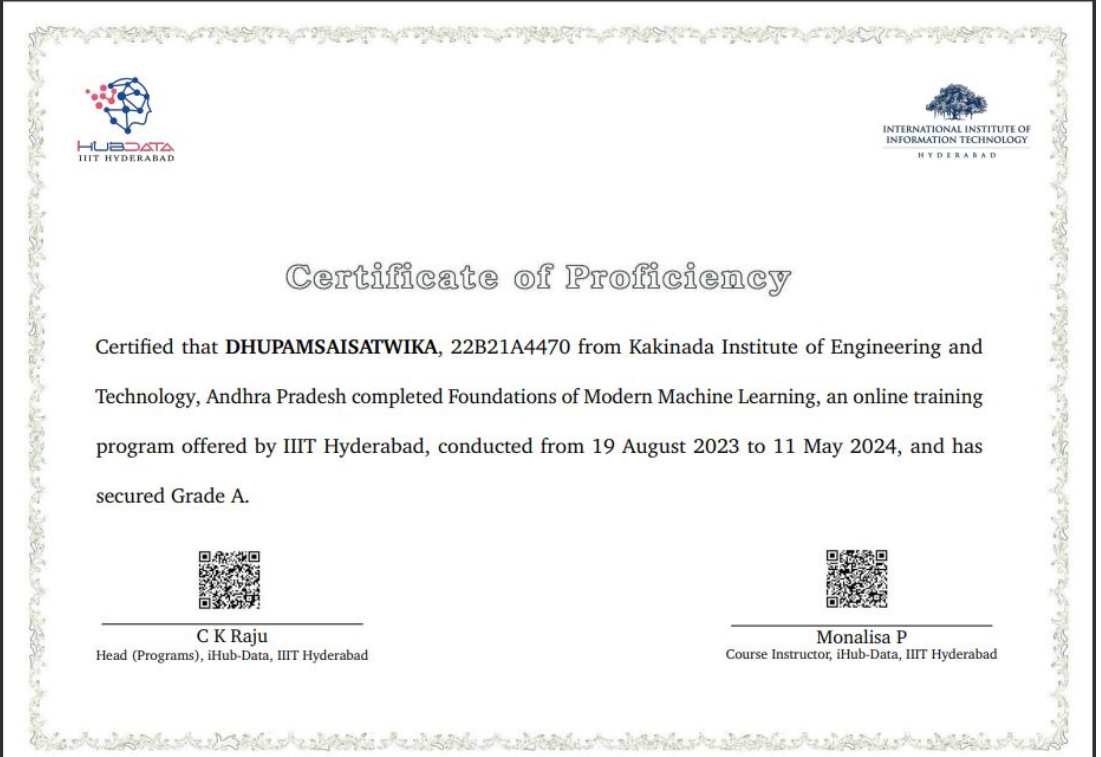 HUBDATA
IIIT HYDERABAD
INTERNATIONAL INSTITUTE OF
INFORMATION TECHNOLOGY
HYDERABAD
Certificate of Proficiency
Certified that DHUPAMSAISATWIKA, 22B21A4470 from Kakinada Institute of Engineering and
Technology, Andhra Pradesh completed Foundations of Modern Machine Learning, an online training
program offered by IIIT Hyderabad, conducted from 19 August 2023 to 11 May 2024, and has
secured Grade A.
C K Raju
Head (Programs), iHub-Data, IIIT Hyderabad
Monalisa P
Course Instructor, iHub-Data, IIIT Hyderabad